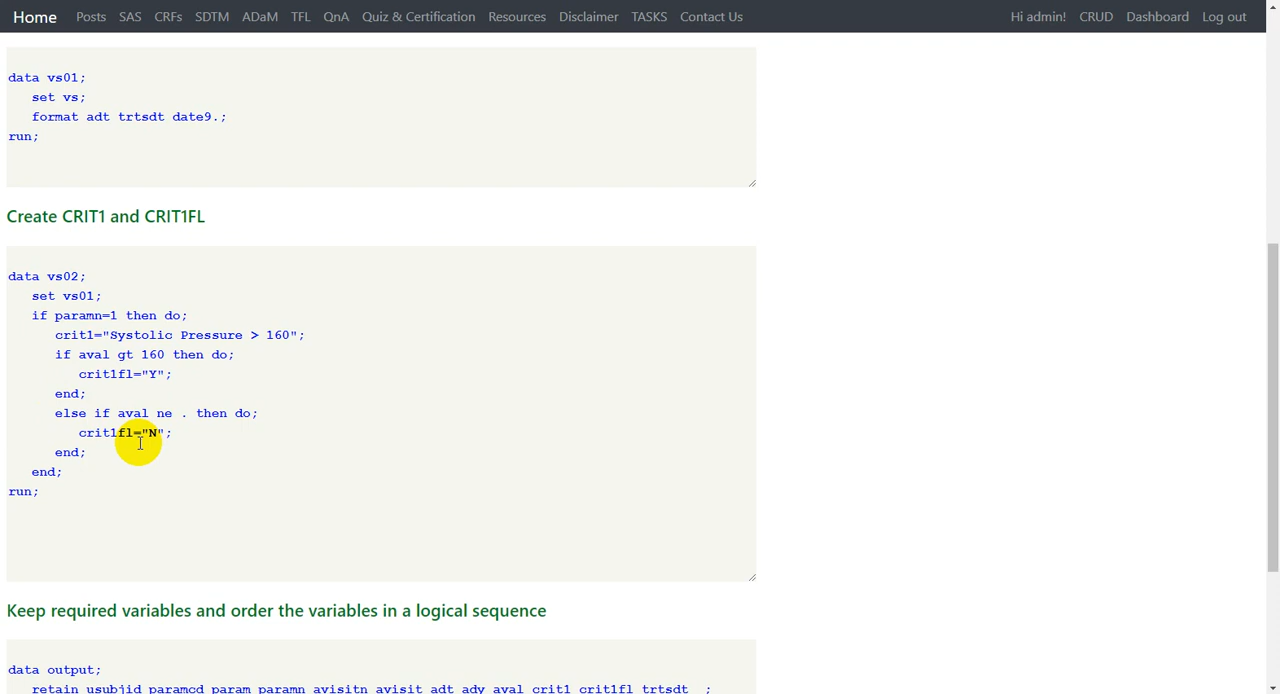 Home Posts SAS CRFs SDTM ADaM TFL QnA Quiz & Certification Resources Disclaimer TASKS Contact Us Hi admin! CRUD Dashboard Log out
data vs01;
set vs;
format adt trtsdt date9.;
run;
Create CRIT1 and CRIT1FL
data vs02;
set vs01;
if paramn=1 then do;
crit1="Systolic Pressure > 160";
if aval gt 160 then do;
crit1fl="Y";
end;
else if aval ne . then do;
crit1fl="N";
end;
end;
run;
Keep required variables and order the variables in a logical sequence
data output;
retain usubjid paramcd param paramn avisitn avisit adt ady aval crit1 crit1fl trtsdt ;